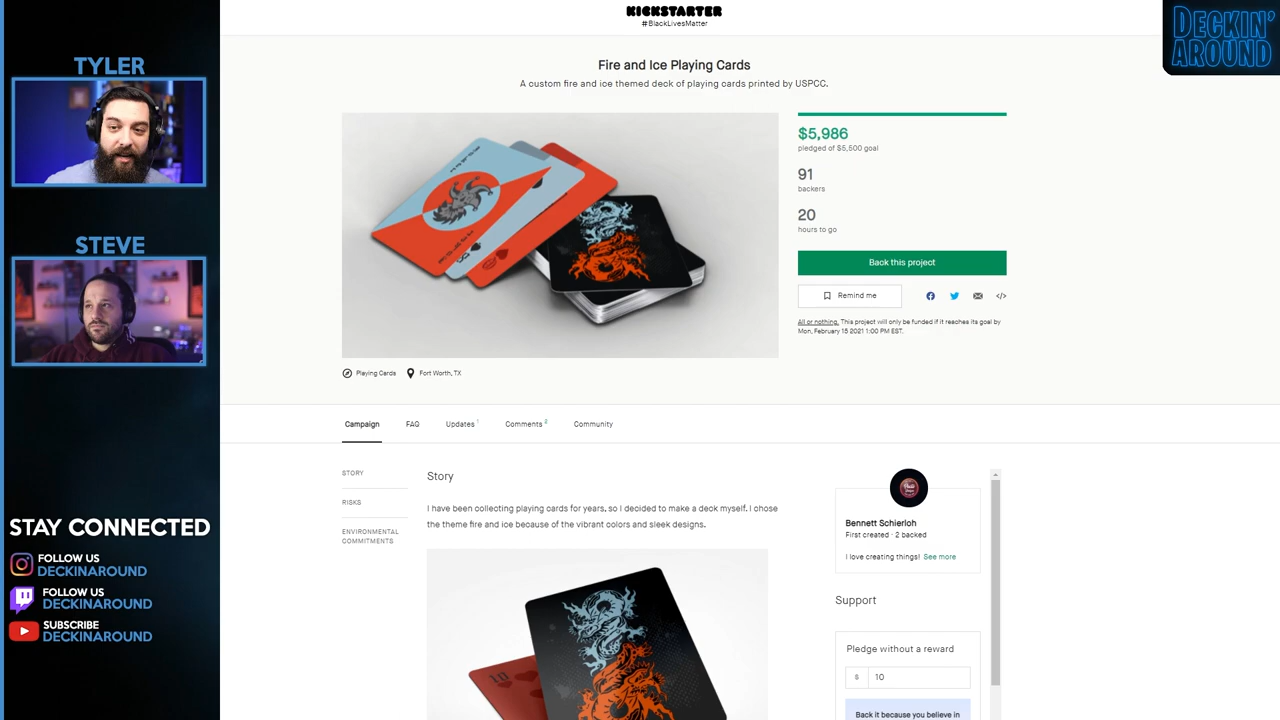 TYLER
STEVE
STAY CONNECTED
FOLLOW US
DECKINAROUND
FOLLOW US
DECKINAROUND
SUBSCRIBE
DECKINAROUND
KICKSTARTER
#BlackLivesMatter
DECKIN'
AROUND
Fire and Ice Playing Cards
A custom fire and ice themed deck of playing cards printed by USPCC.
$5,986
pledged of $5,500 goal
91
backers
20
hours to go
Back this project
Remind me
All or nothing. This project will only be funded if it reaches its goal by
Mon, February 15 2021 1:00 PM EST.
Playing Cards
Fort Worth, TX
Campaign
FAQ
Updates 1
Comments
Community
STORY
RISKS
ENVIRONMENTAL
COMMITMENTS
Story
I have been collecting playing cards for years, so I decided to make a deck myself. I chose
the theme fire and ice because of the vibrant colors and sleek designs.
10
Bennett Schierloh
First created · 2 backed
I love creating things! See more
Support
Pledge without a reward
$ 10
Back it because you believe in